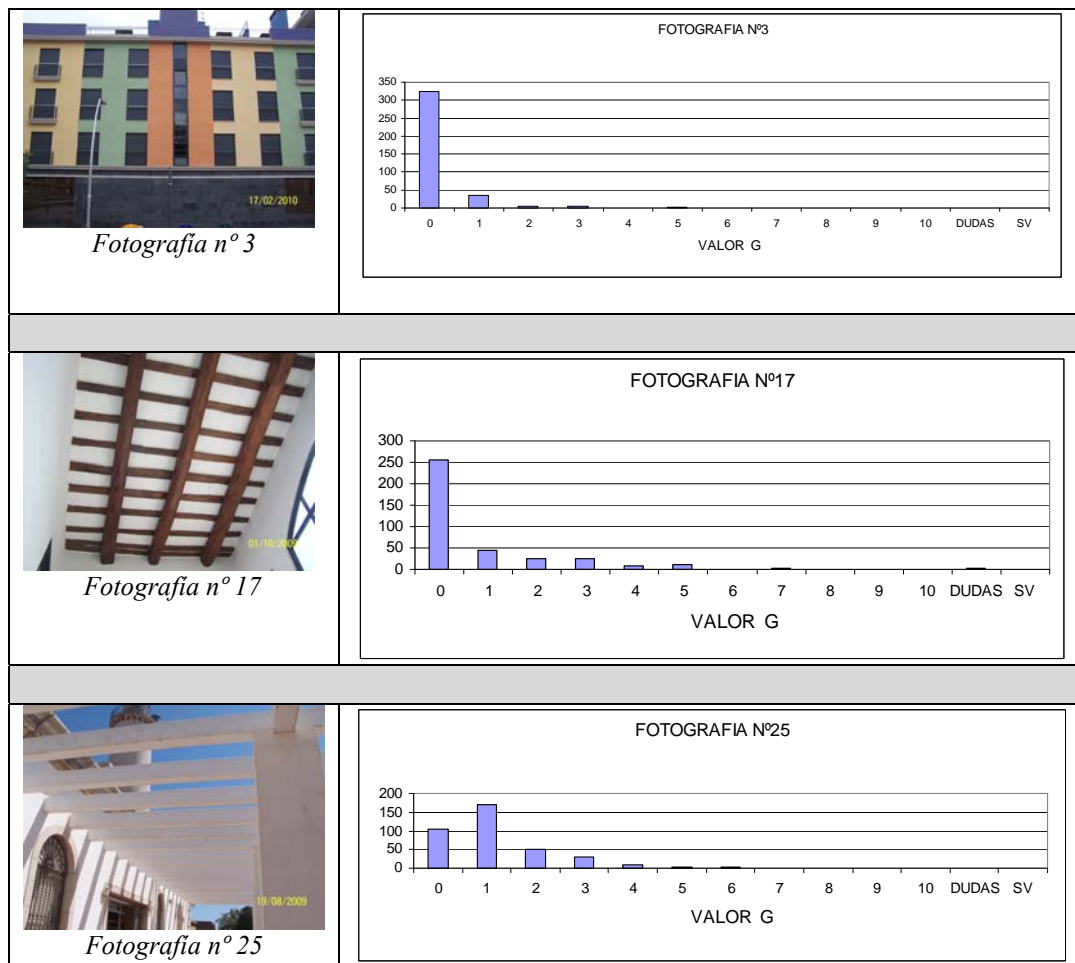 17/02/2010
Fotografía nº 3
FOTOGRAFIA Nº3
350
300
250
200
150
100
50
0
0 1 2 3 4 5 6 7 8 9 10 DUDAS SV
VALOR G
01/10/2009
Fotografía nº 17
FOTOGRAFIA Nº17
300
250
200
150
100
50
0
0 1 2 3 4 5 6 7 8 9 10 DUDAS SV
VALOR G
19/08/2009
Fotografía nº 25
FOTOGRAFIA Nº25
200
150
100
50
0
0 1 2 3 4 5 6 7 8 9 10 DUDAS SV
VALOR G